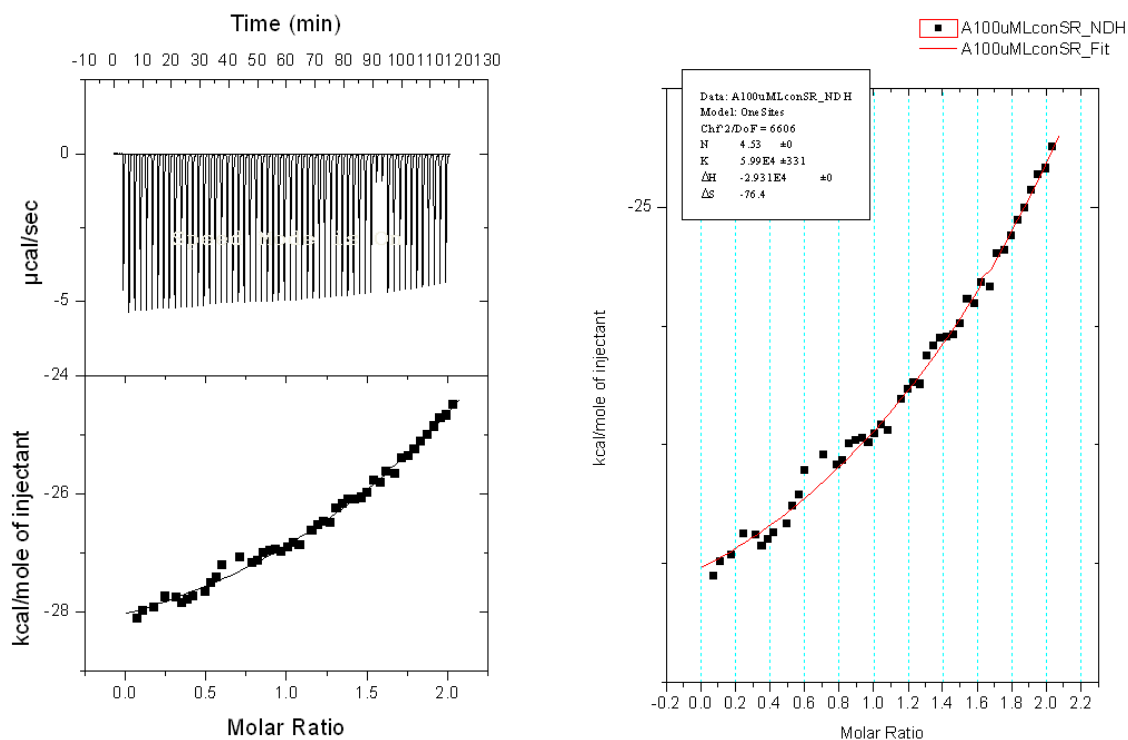 Time (min)
-10 0 10 20 30 40 50 60 70 80 90 100 110 120 130
0
-5
µcal/sec
Speed Mode is On
-24
-26
-28
kcal/mole of injectant
0.0 0.5 1.0 1.5 2.0
Molar Ratio
A100uMLconSR_NDH
A100uMLconSR_Fit
Data: A100uMLconSR_NDH
Model: OneSites
Chi^2/DoF = 6606
N 4.53 ±0
K 5.99E4 ±331
ΔH -2.931E4 ±0
ΔS -76.4
-25
kcal/mole of injectant
-0.2 0.0 0.2 0.4 0.6 0.8 1.0 1.2 1.4 1.6 1.8 2.0 2.2
Molar Ratio